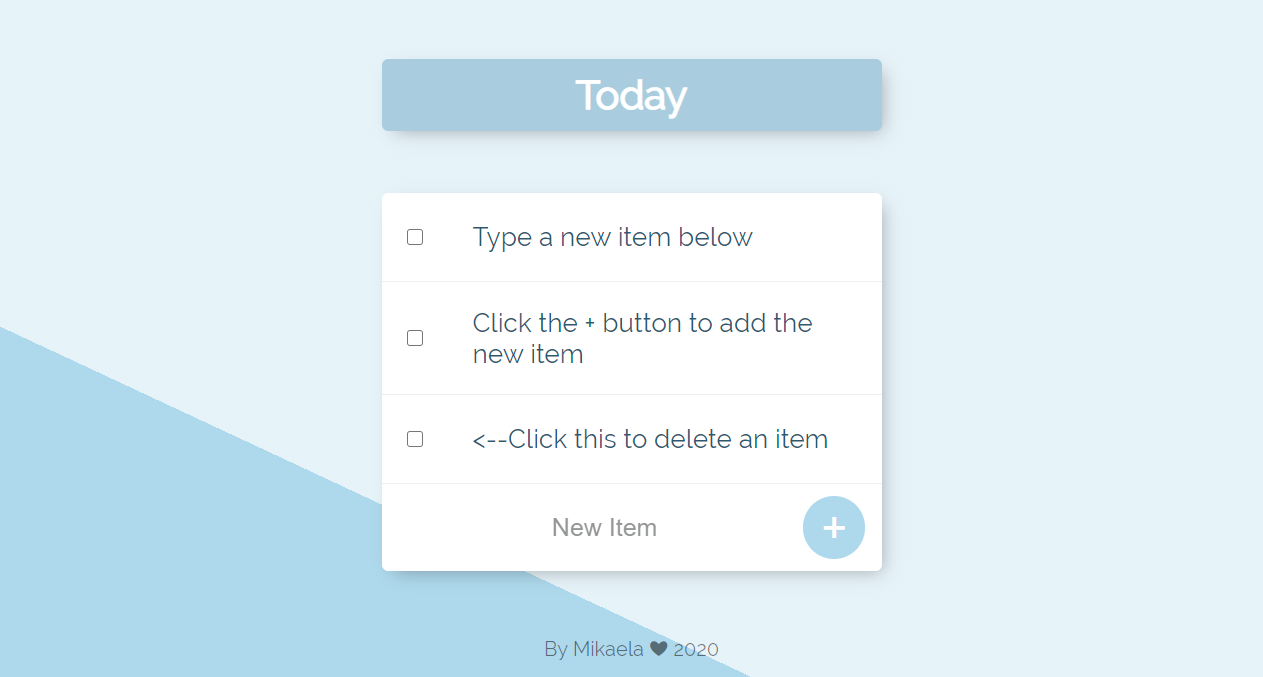 Today
Type a new item below
Click the + button to add the
new item
<--Click this to delete an item
New Item
+
By Mikaela ♥ 2020